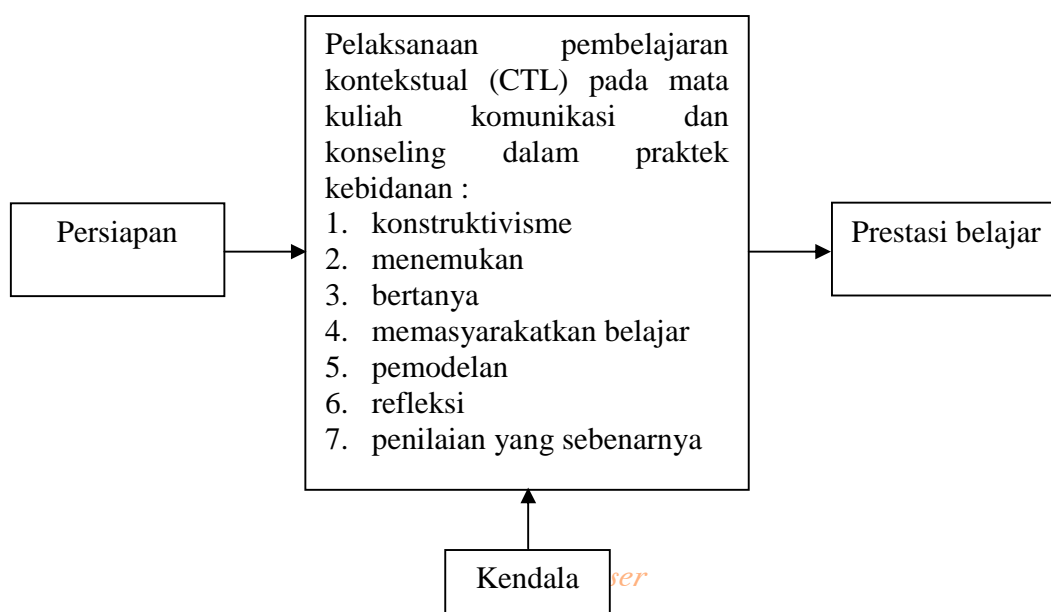 Pelaksanaan pembelajaran
kontekstual (CTL) pada mata
kuliah komunikasi dan
konseling dalam praktek
kebidanan :
1. konstruktivisme
2. menemukan
3. bertanya
4. memasyarakatkan belajar
5. pemodelan
6. refleksi
7. penilaian yang sebenarnya
Persiapan
Prestasi belajar
Kendala